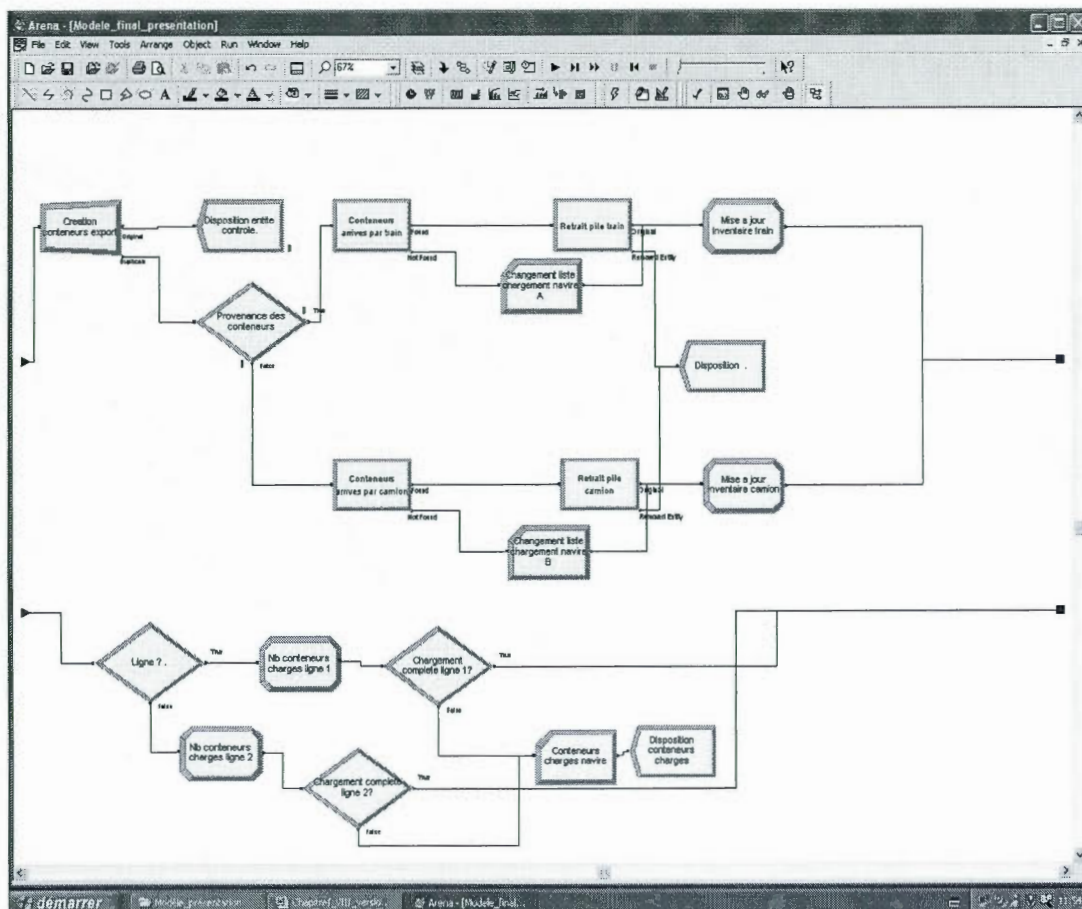 Arena - [Modele_final_presentation]
File Edit View Tools Arrange Object Run Window Help
67%
Creation
conteneurs export
Original
Duplicate
Disposition entite
controle.
Provenance des
conteneurs
True
False
Conteneurs
arrives par train
Found
Not Found
Retrait pile train
Original
Removed Entity
Mise a jour
inventaire train
Changement liste
chargement navire
A
Disposition .
Conteneurs
arrives par camion
Found
Not Found
Retrait pile
camion
Original
Removed Entity
Mise a jour
inventaire camion
Changement liste
chargement navire
B
Ligne ? .
True
False
Nb conteneurs
charges ligne 1
Chargement
complete ligne 1?
True
False
Nb conteneurs
charges ligne 2
Chargement complete
ligne 2?
True
False
Conteneurs
charges navire
Disposition
conteneurs
charges
démarrer
Modele_presentation
Chapitref_VIII_versio...
Arena - [Modele_final...
11:54